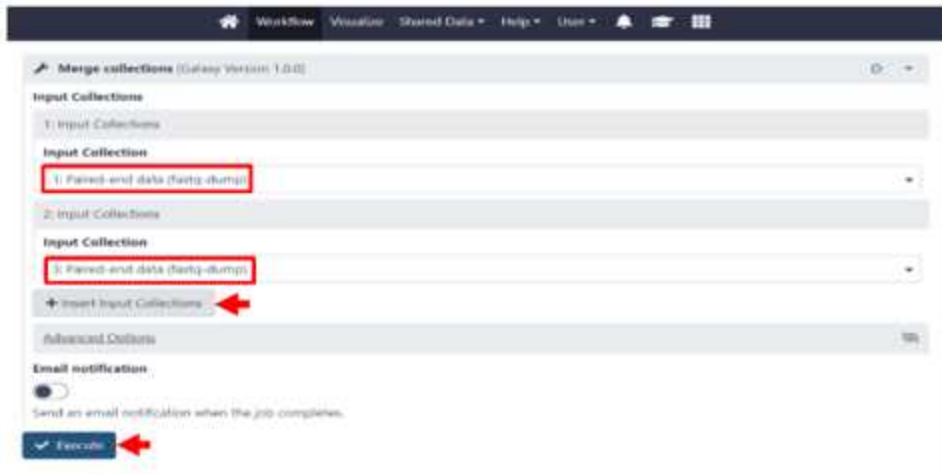 Workflow Visualize Shared Data Help User
Merge collections (Galaxy Version 1.0.0)
Input Collections
1: Input Collections
Input Collection
1: Paired-end data (fastq-dump)
2: Input Collections
Input Collection
3: Paired-end data (fastq-dump)
+ Insert Input Collections
Advanced Options
Email notification
Send an email notification when the job completes.
Execute